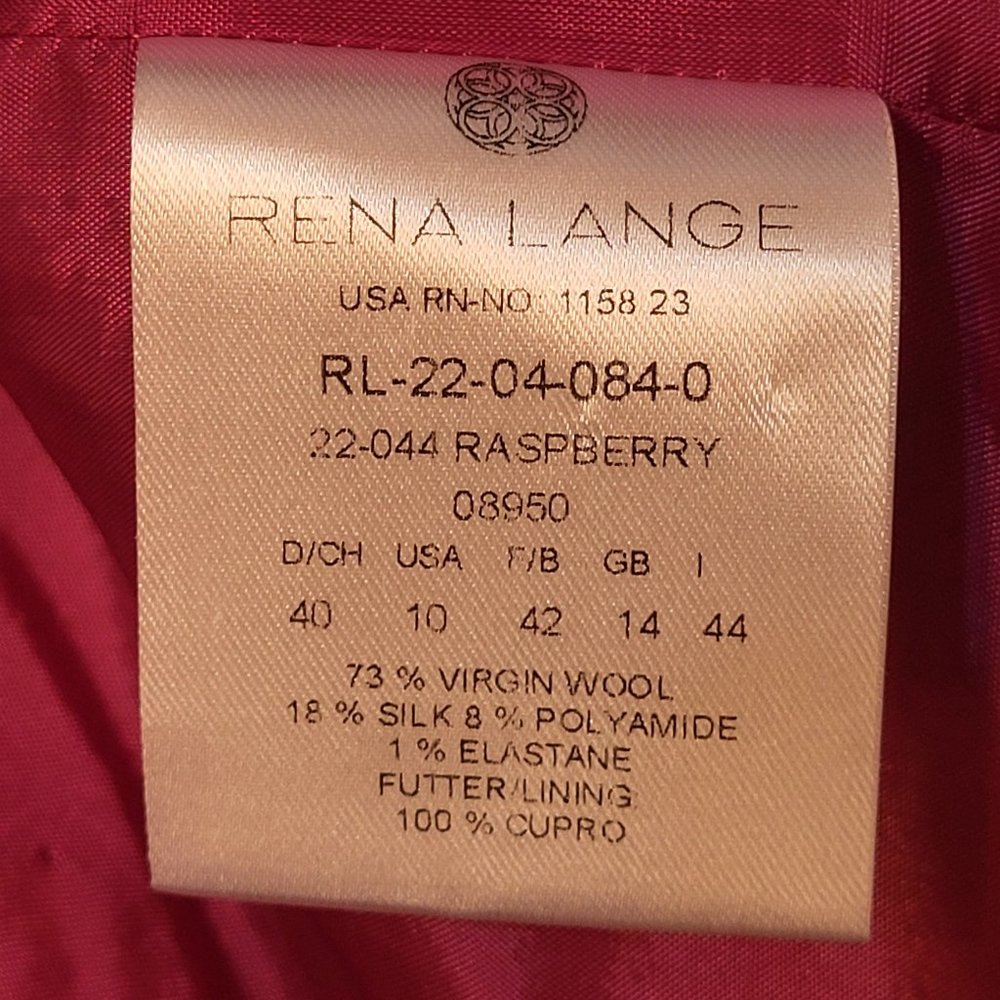 RENA LANGE
USA RN-NO: 1158 23
RL-22-04-084-0
22-044 RASPBERRY
08950
D/CH USA F/B GB I
40 10 42 14 44
73 % VIRGIN WOOL
18 % SILK 8 % POLYAMIDE
1 % ELASTANE
FUTTER/LINING
100 % CUPRO